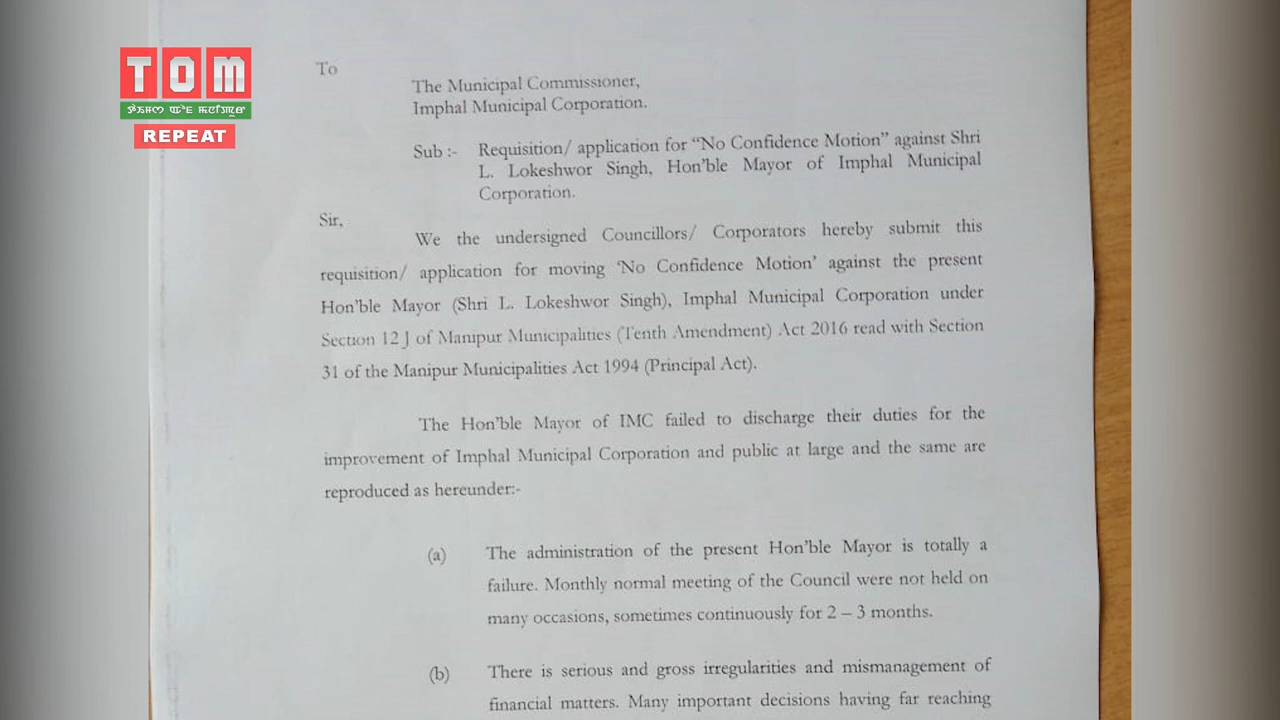 TOM
REPEAT
To
The Municipal Commissioner,
Imphal Municipal Corporation.
Sub :- Requisition/ application for “No Confidence Motion” against Shri
L. Lokeshwor Singh, Hon’ble Mayor of Imphal Municipal
Corporation.
Sir,
We the undersigned Councillors/ Corporators hereby submit this
requisition/ application for moving ‘No Confidence Motion’ against the present
Hon’ble Mayor (Shri L. Lokeshwor Singh), Imphal Municipal Corporation under
Section 12 J of Manipur Municipalities (Tenth Amendment) Act 2016 read with Section
31 of the Manipur Municipalities Act 1994 (Principal Act).
The Hon’ble Mayor of IMC failed to discharge their duties for the
improvement of Imphal Municipal Corporation and public at large and the same are
reproduced as hereunder:-
(a) The administration of the present Hon’ble Mayor is totally a
failure. Monthly normal meeting of the Council were not held on
many occasions, sometimes continuously for 2 – 3 months.
(b) There is serious and gross irregularities and mismanagement of
financial matters. Many important decisions having far reaching